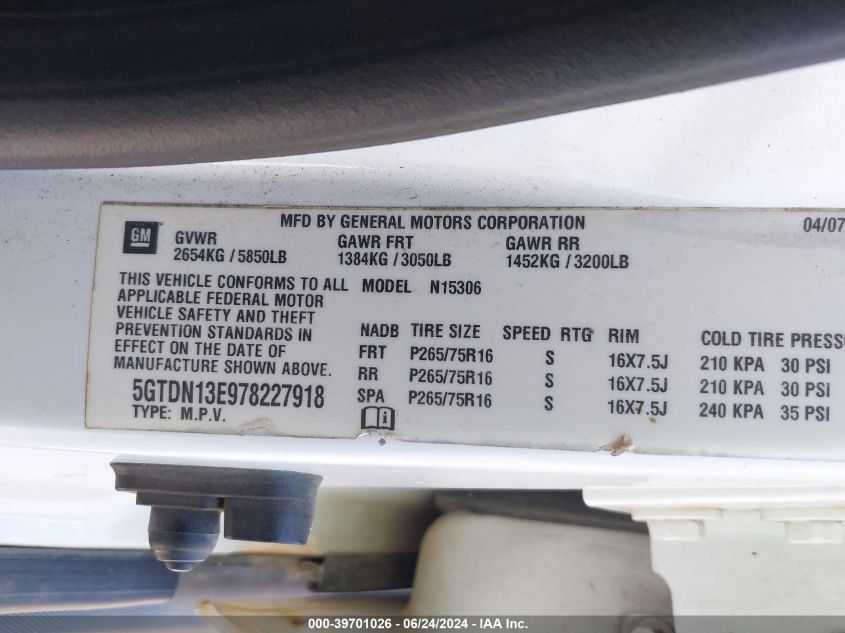 MFD BY GENERAL MOTORS CORPORATION 04/07
GM
GVWR GAWR FRT GAWR RR
2654KG / 5850LB 1384KG / 3050LB 1452KG / 3200LB
THIS VEHICLE CONFORMS TO ALL MODEL N15306
APPLICABLE FEDERAL MOTOR
VEHICLE SAFETY AND THEFT
PREVENTION STANDARDS IN
EFFECT ON THE DATE OF
MANUFACTURE SHOWN ABOVE.
5GTDN13E978227918
TYPE: M.P.V.
NADB TIRE SIZE SPEED RTG RIM COLD TIRE PRESSU
FRT P265/75R16 S 16X7.5J 210 KPA 30 PSI
RR P265/75R16 S 16X7.5J 210 KPA 30 PSI
SPA P265/75R16 S 16X7.5J 240 KPA 35 PSI
000-39701026 - 06/24/2024 - IAA Inc.